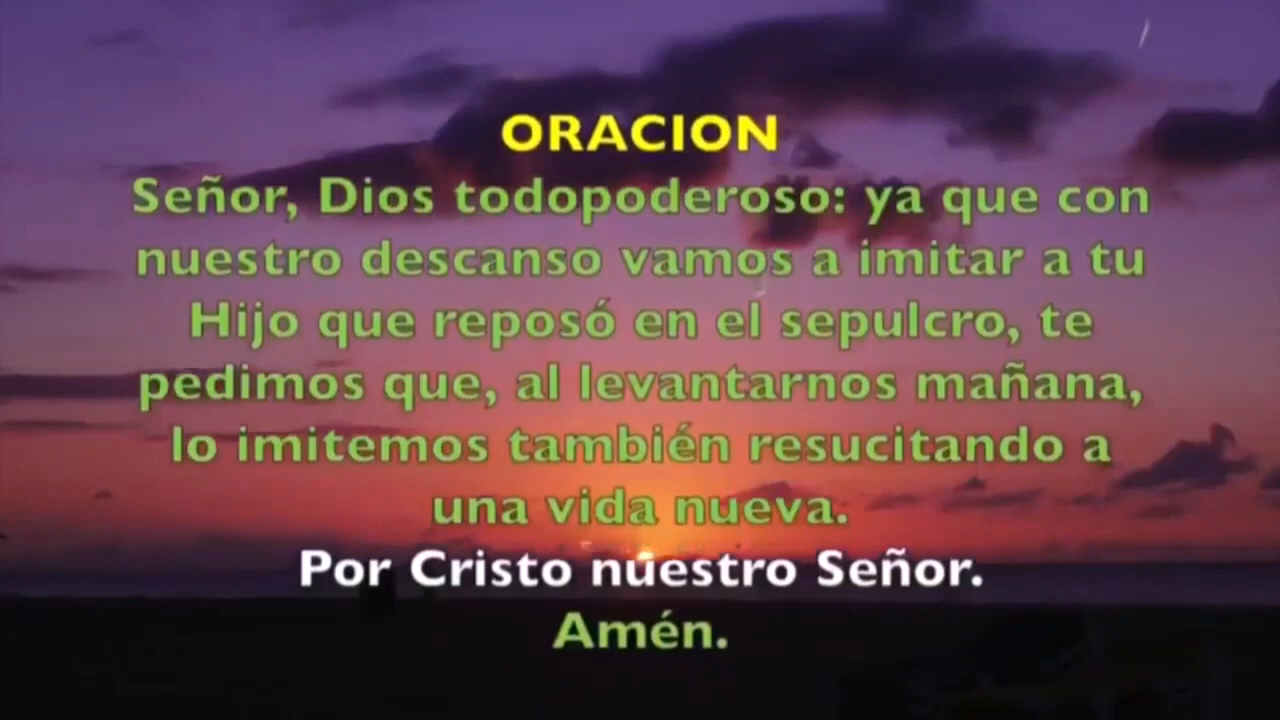 ORACION
Señor, Dios todopoderoso: ya que con
nuestro descanso vamos a imitar a tu
Hijo que reposó en el sepulcro, te
pedimos que, al levantarnos mañana,
lo imitemos también resucitando a
una vida nueva.
Por Cristo nuestro Señor.
Amén.